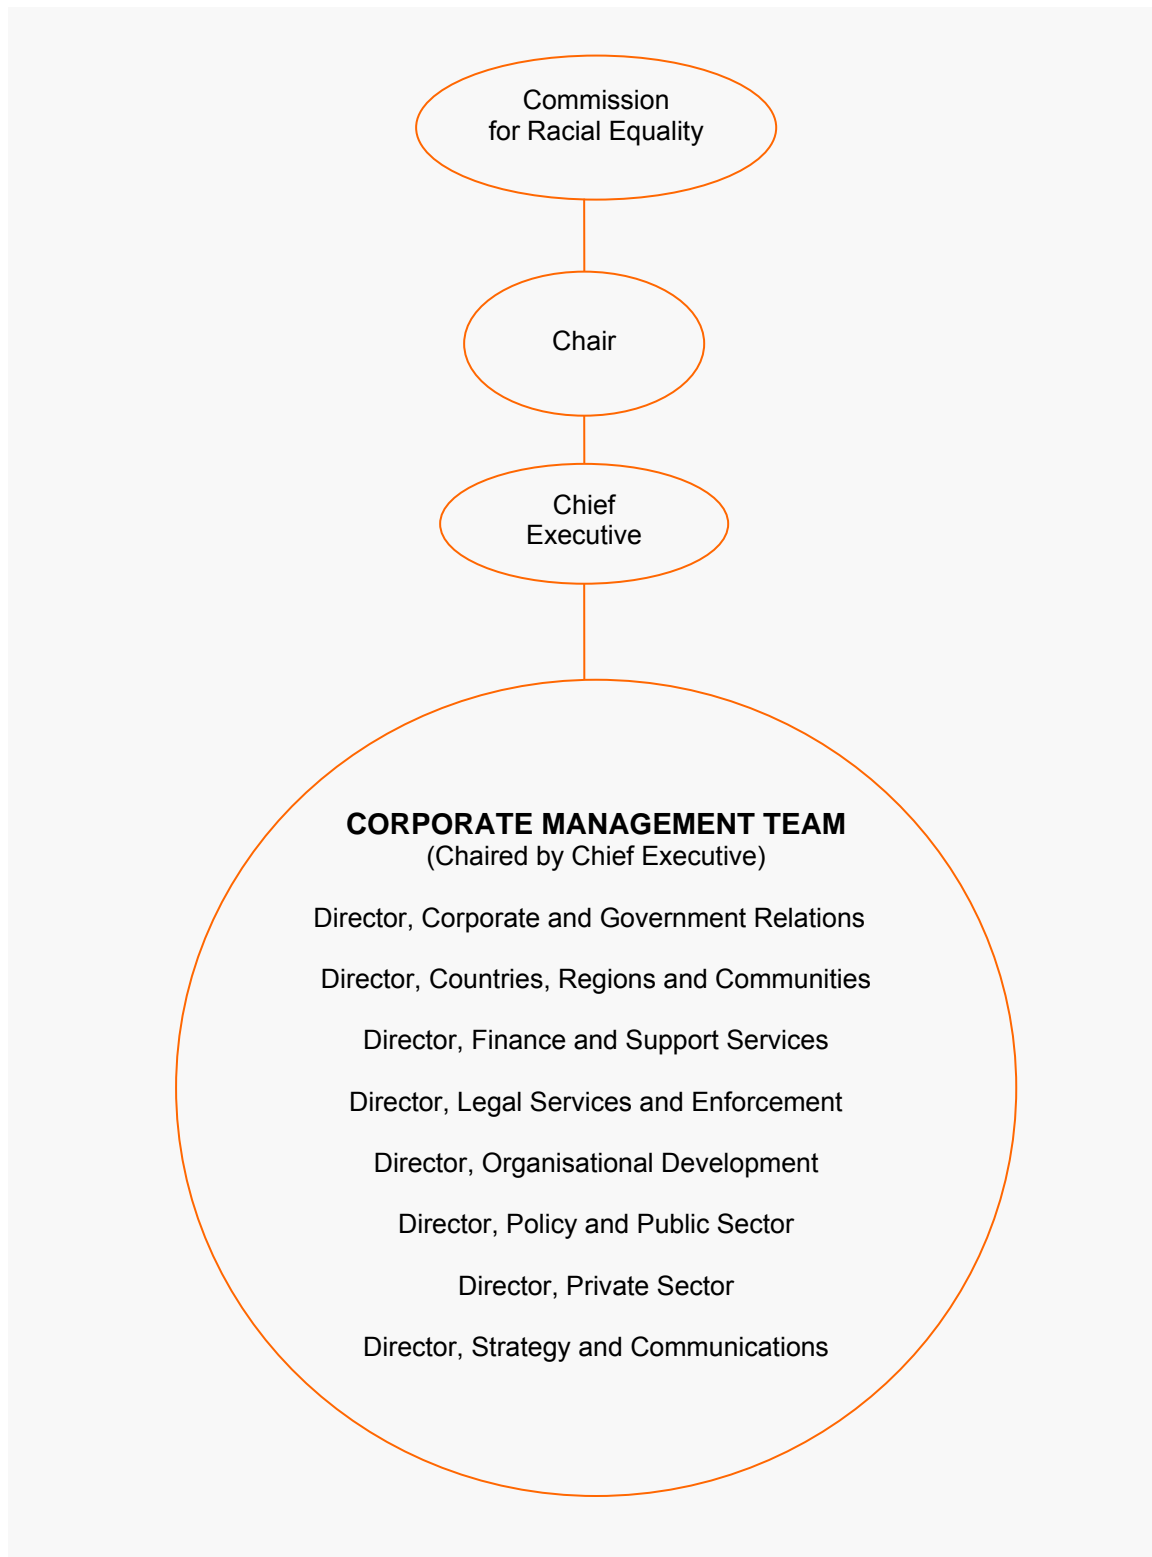 Commission
for Racial Equality
Chair
Chief
Executive
CORPORATE MANAGEMENT TEAM
(Chaired by Chief Executive)
Director, Corporate and Government Relations
Director, Countries, Regions and Communities
Director, Finance and Support Services
Director, Legal Services and Enforcement
Director, Organisational Development
Director, Policy and Public Sector
Director, Private Sector
Director, Strategy and Communications